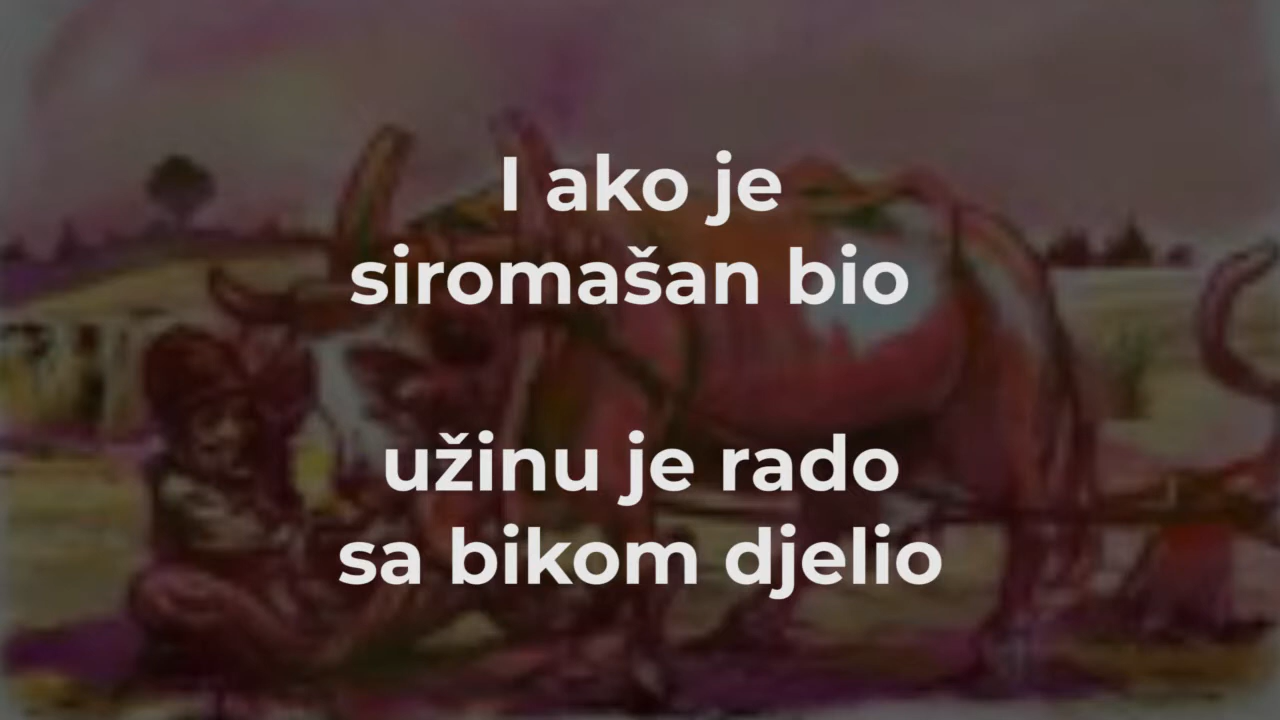 I ako je
siromašan bio
užinu je rado
sa bikom djelio